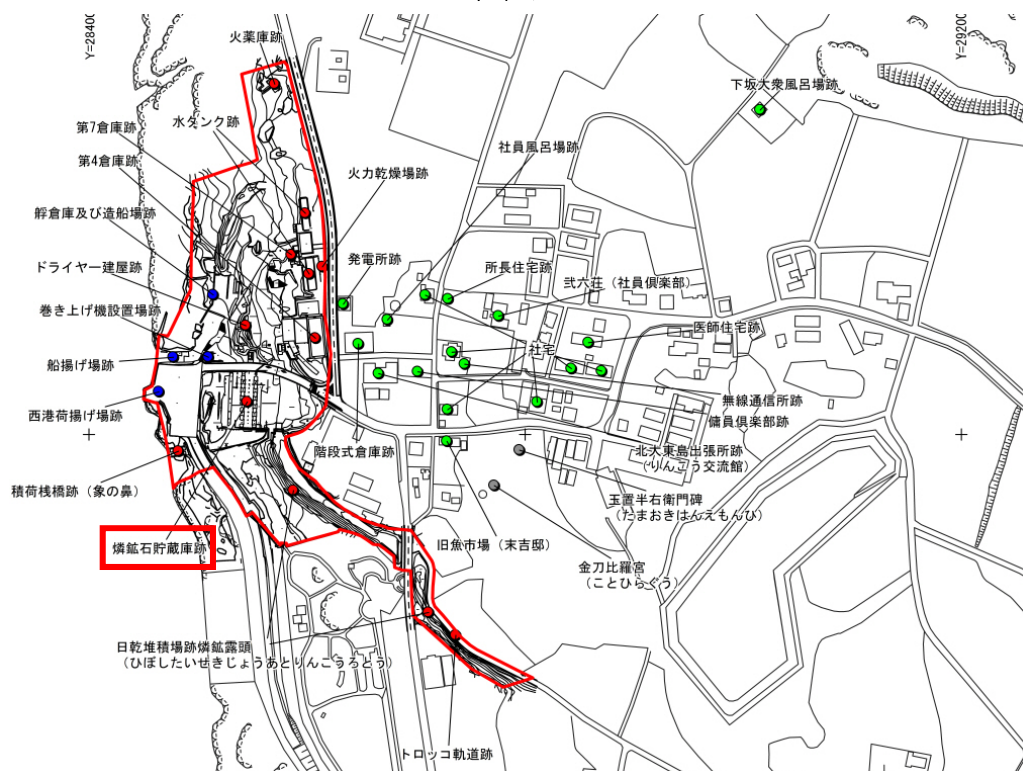 火薬庫跡
Y=28400
Y=29200
下坂大衆風呂場跡
水タンク跡
第7倉庫跡
社員風呂場跡
第4倉庫跡
火力乾燥場跡
艀倉庫及び造船場跡
発電所跡
所長住宅跡
ドライヤー建屋跡
弐六荘（社員倶楽部）
巻き上げ機設置場跡
医師住宅跡
社宅
船揚げ場跡
無線通信所跡
西港荷揚げ場跡
傭員倶楽部跡
階段式倉庫跡
北大東島出張所跡
（りんこう交流館）
積荷桟橋跡（象の鼻）
玉置半右衛門碑
（たまおきはんえもんひ）
燐鉱石貯蔵庫跡
旧魚市場（末吉邸）
金刀比羅宮
（ことひらぐう）
日乾堆積場跡燐鉱露頭
（ひぼしたいせきじょうあとりんこうろとう）
トロッコ軌道跡